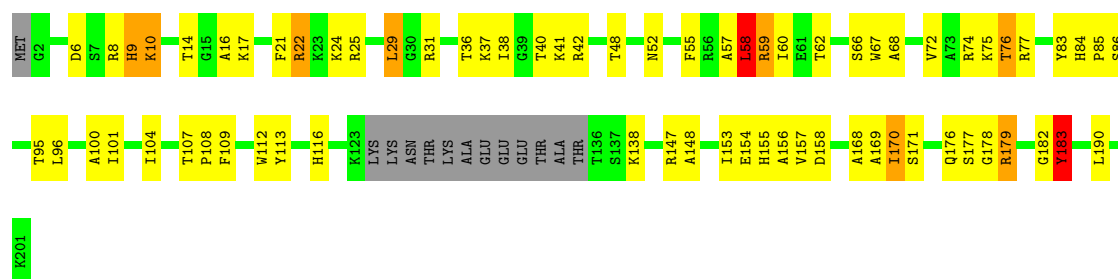 MET G2 D6 S7 R8 H9 K10 T14 G15 A16 K17 F21 R22 K23 K24 R25 L29 G30 R31 T36 K37 I38 G39 T40 K41 R42 T48 N52 F55 R56 A57 L58 R59 I60 E61 T62 S66 W67 A68 V72 A73 R74 K75 T76 R77 Y83 H84 P85 S86
T95 L96 A100 I101 I104 T107 P108 F109 W112 Y113 H116 K123 LYS LYS ASN THR LYS ALA GLU GLU GLU THR ALA THR T136 S137 K138 R147 A148 I153 E154 H155 A156 V157 D158 A168 A169 I170 S171 Q176 S177 G178 R179 G182 Y183 L190
K201